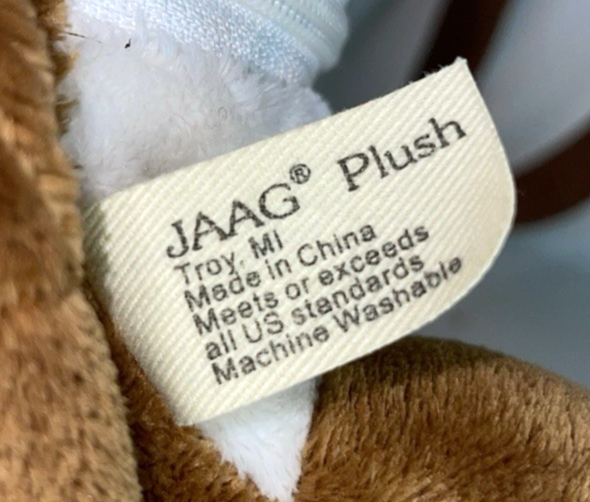 JAAG® Plush
Troy, MI
Made in China
Meets or exceeds
all US standards
Machine Washable